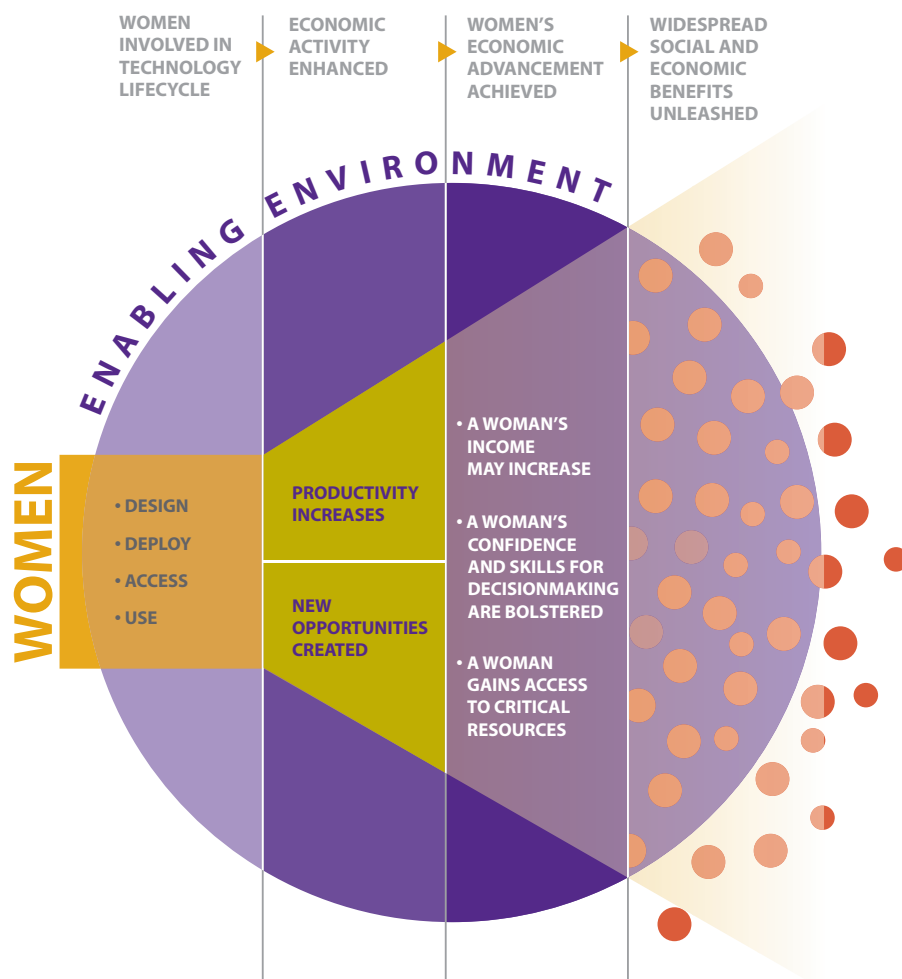 WOMEN
INVOLVED IN
TECHNOLOGY
LIFECYCLE
ECONOMIC
ACTIVITY
ENHANCED
WOMEN’S
ECONOMIC
ADVANCEMENT
ACHIEVED
WIDESPREAD
SOCIAL AND
ECONOMIC
BENEFITS
UNLEASHED
ENABLING ENVIRONMENT
WOMEN
• DESIGN
• DEPLOY
• ACCESS
• USE
PRODUCTIVITY
INCREASES
NEW
OPPORTUNITIES
CREATED
• A WOMAN’S
INCOME
MAY INCREASE
• A WOMAN’S
CONFIDENCE
AND SKILLS FOR
DECISIONMAKING
ARE BOLSTERED
• A WOMAN
GAINS ACCESS
TO CRITICAL
RESOURCES